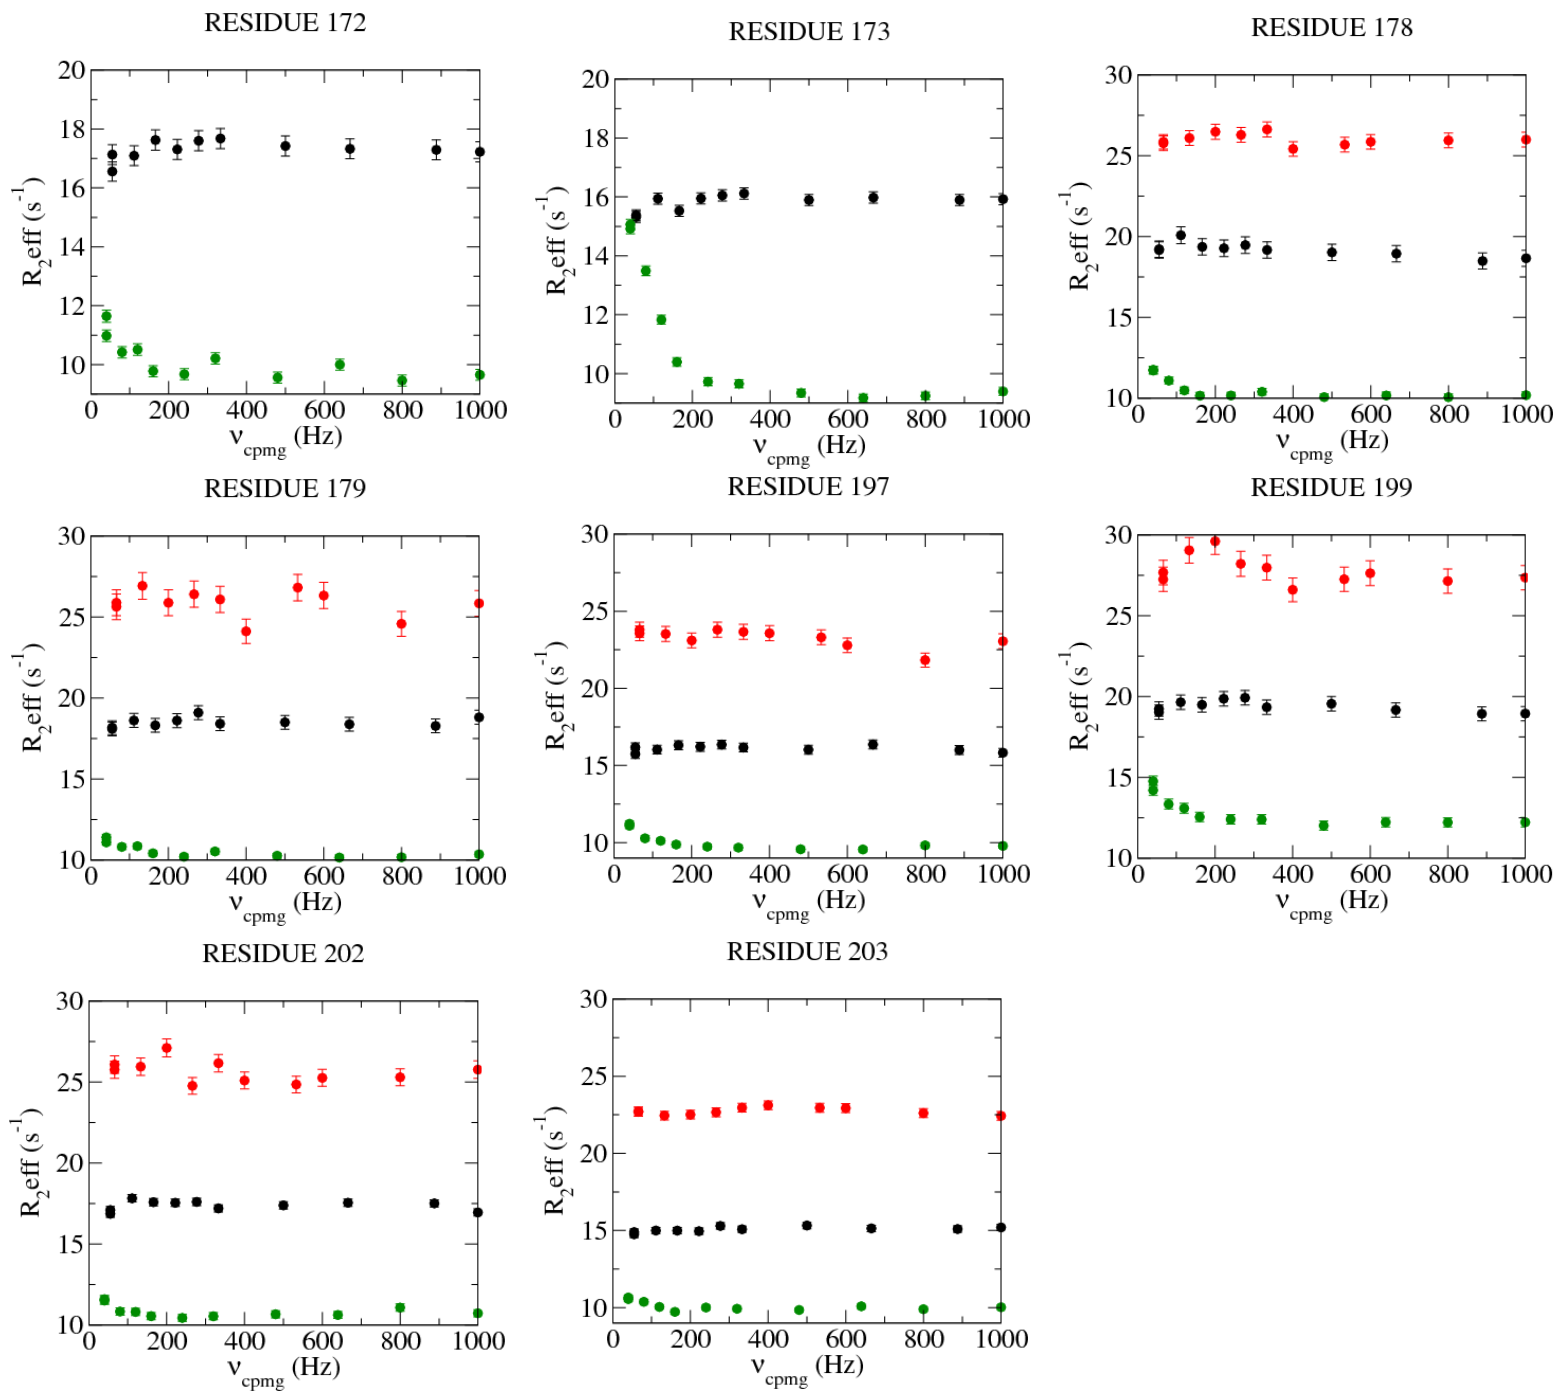 RESIDUE 172
20
18
16
14
12
10
0 200 400 600 800 1000
R2eff (s-1)
νcpmg (Hz)
RESIDUE 173
20
18
16
14
12
10
0 200 400 600 800 1000
R2eff (s-1)
νcpmg (Hz)
RESIDUE 178
30
25
20
15
10
0 200 400 600 800 1000
R2eff (s-1)
νcpmg (Hz)
RESIDUE 179
30
25
20
15
10
0 200 400 600 800 1000
R2eff (s-1)
νcpmg (Hz)
RESIDUE 197
30
25
20
15
10
0 200 400 600 800 1000
R2eff (s-1)
νcpmg (Hz)
RESIDUE 199
30
25
20
15
10
0 200 400 600 800 1000
R2eff (s-1)
νcpmg (Hz)
RESIDUE 202
30
25
20
15
10
0 200 400 600 800 1000
R2eff (s-1)
νcpmg (Hz)
RESIDUE 203
30
25
20
15
10
0 200 400 600 800 1000
R2eff (s-1)
νcpmg (Hz)